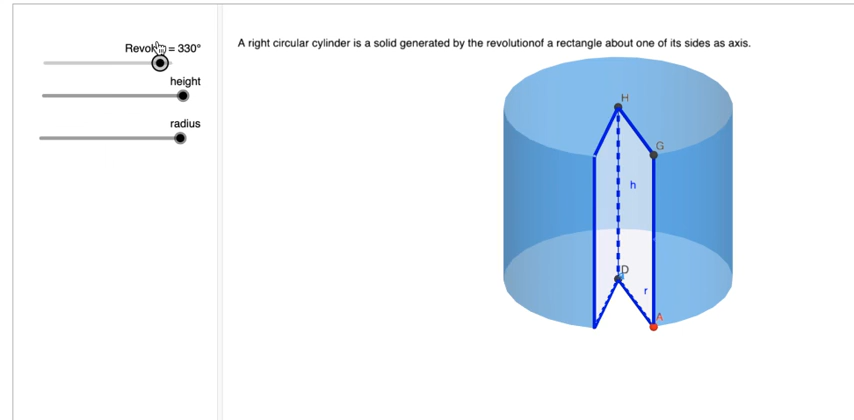 Revol = 330°
height
radius
A right circular cylinder is a solid generated by the revolutionof a rectangle about one of its sides as axis.
H
G
h
D
r
A